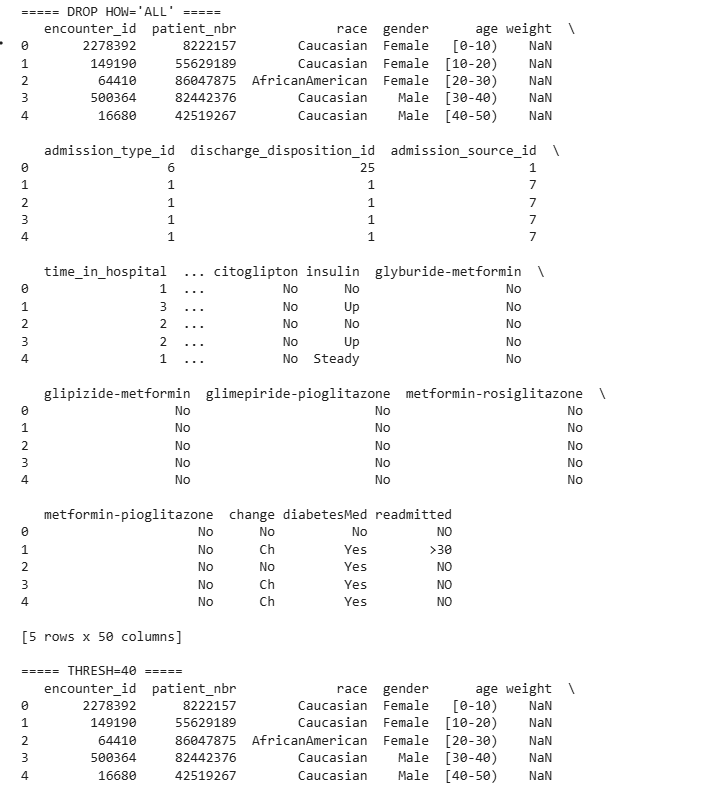 ===== DROP HOW='ALL' =====
   encounter_id  patient_nbr             race  gender      age weight  \
0       2278392      8222157        Caucasian  Female   [0-10)    NaN
1        149190     55629189        Caucasian  Female  [10-20)    NaN
2         64410     86047875  AfricanAmerican  Female  [20-30)    NaN
3        500364     82442376        Caucasian    Male  [30-40)    NaN
4         16680     42519267        Caucasian    Male  [40-50)    NaN

   admission_type_id  discharge_disposition_id  admission_source_id  \
0                  6                        25                    1
1                  1                         1                    7
2                  1                         1                    7
3                  1                         1                    7
4                  1                         1                    7

   time_in_hospital  ... citoglipton insulin  glyburide-metformin  \
0                 1  ...          No      No                   No
1                 3  ...          No      Up                   No
2                 2  ...          No      No                   No
3                 2  ...          No      Up                   No
4                 1  ...          No  Steady                   No

   glipizide-metformin  glimepiride-pioglitazone  metformin-rosiglitazone  \
0                   No                        No                       No
1                   No                        No                       No
2                   No                        No                       No
3                   No                        No                       No
4                   No                        No                       No

   metformin-pioglitazone  change diabetesMed readmitted
0                      No      No          No         NO
1                      No      Ch         Yes        >30
2                      No      No         Yes         NO
3                      No      Ch         Yes         NO
4                      No      Ch         Yes         NO

[5 rows x 50 columns]

===== THRESH=40 =====
   encounter_id  patient_nbr             race  gender      age weight  \
0       2278392      8222157        Caucasian  Female   [0-10)    NaN
1        149190     55629189        Caucasian  Female  [10-20)    NaN
2         64410     86047875  AfricanAmerican  Female  [20-30)    NaN
3        500364     82442376        Caucasian    Male  [30-40)    NaN
4         16680     42519267        Caucasian    Male  [40-50)    NaN